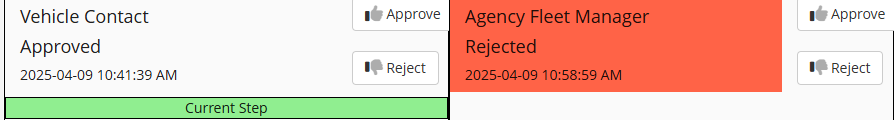 Vehicle Contact
Approve
Approved
Reject
2025-04-09 10:41:39 AM
Current Step
Agency Fleet Manager
Approve
Rejected
Reject
2025-04-09 10:58:59 AM